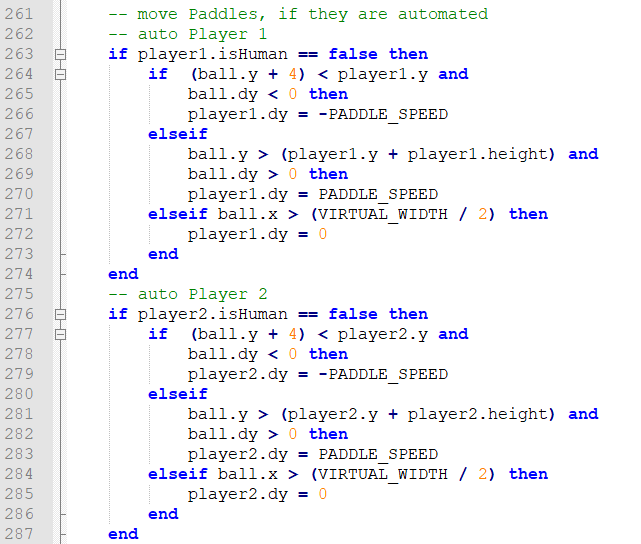 261 -- move Paddles, if they are automated
262 -- auto Player 1
263 if player1.isHuman == false then
264 if (ball.y + 4) < player1.y and
265 ball.dy < 0 then
266 player1.dy = -PADDLE_SPEED
267 elseif
268 ball.y > (player1.y + player1.height) and
269 ball.dy > 0 then
270 player1.dy = PADDLE_SPEED
271 elseif ball.x > (VIRTUAL_WIDTH / 2) then
272 player1.dy = 0
273 end
274 end
275 -- auto Player 2
276 if player2.isHuman == false then
277 if (ball.y + 4) < player2.y and
278 ball.dy < 0 then
279 player2.dy = -PADDLE_SPEED
280 elseif
281 ball.y > (player2.y + player2.height) and
282 ball.dy > 0 then
283 player2.dy = PADDLE_SPEED
284 elseif ball.x > (VIRTUAL_WIDTH / 2) then
285 player2.dy = 0
286 end
287 end